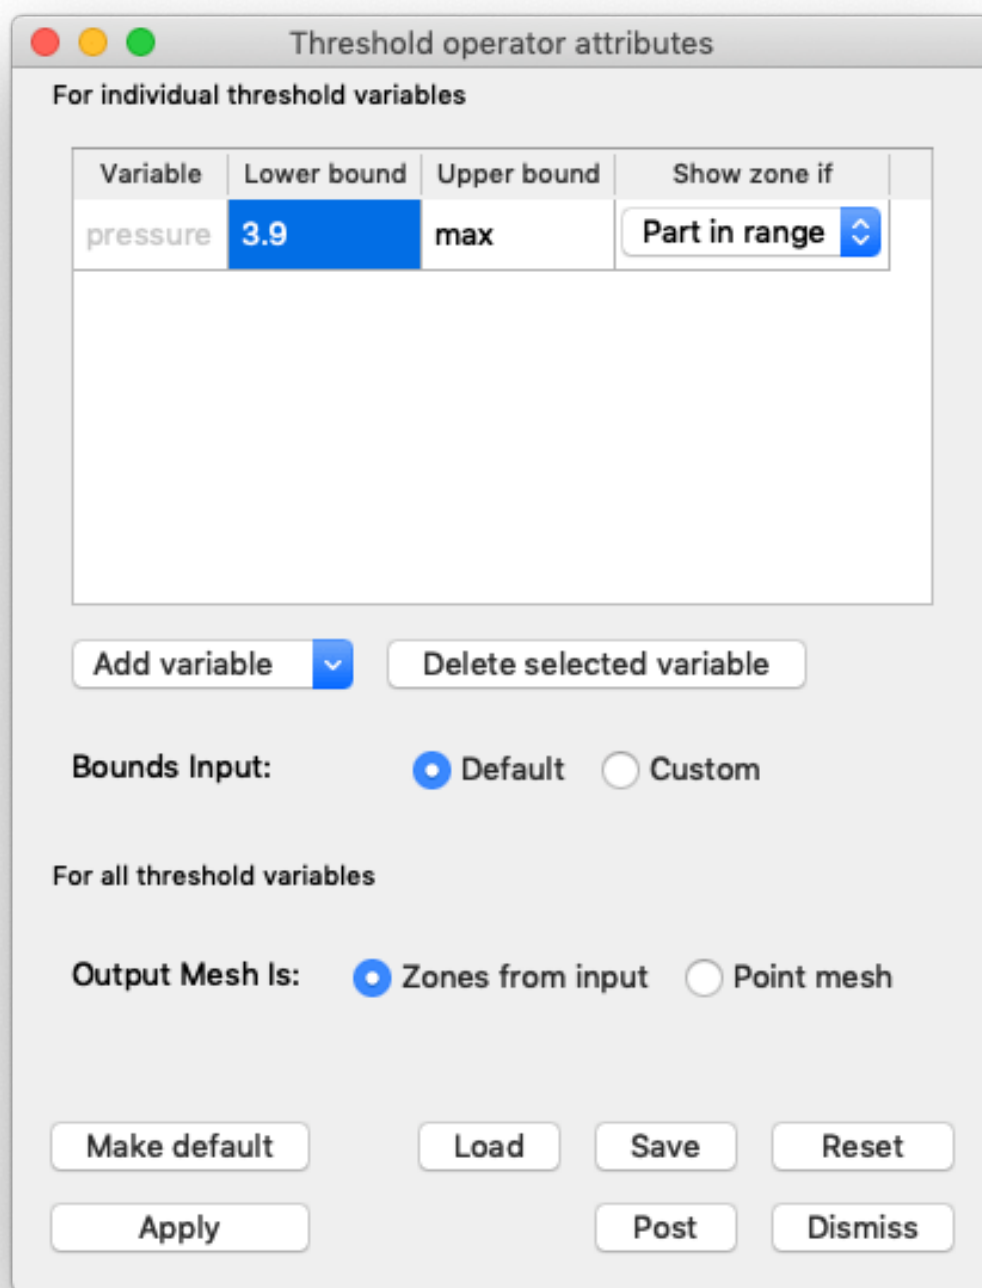 Threshold operator attributes
For individual threshold variables
Variable Lower bound Upper bound Show zone if
pressure 3.9 max Part in range
Add variable Delete selected variable
Bounds Input: Default Custom
For all threshold variables
Output Mesh Is: Zones from input Point mesh
Make default Load Save Reset
Apply Post Dismiss